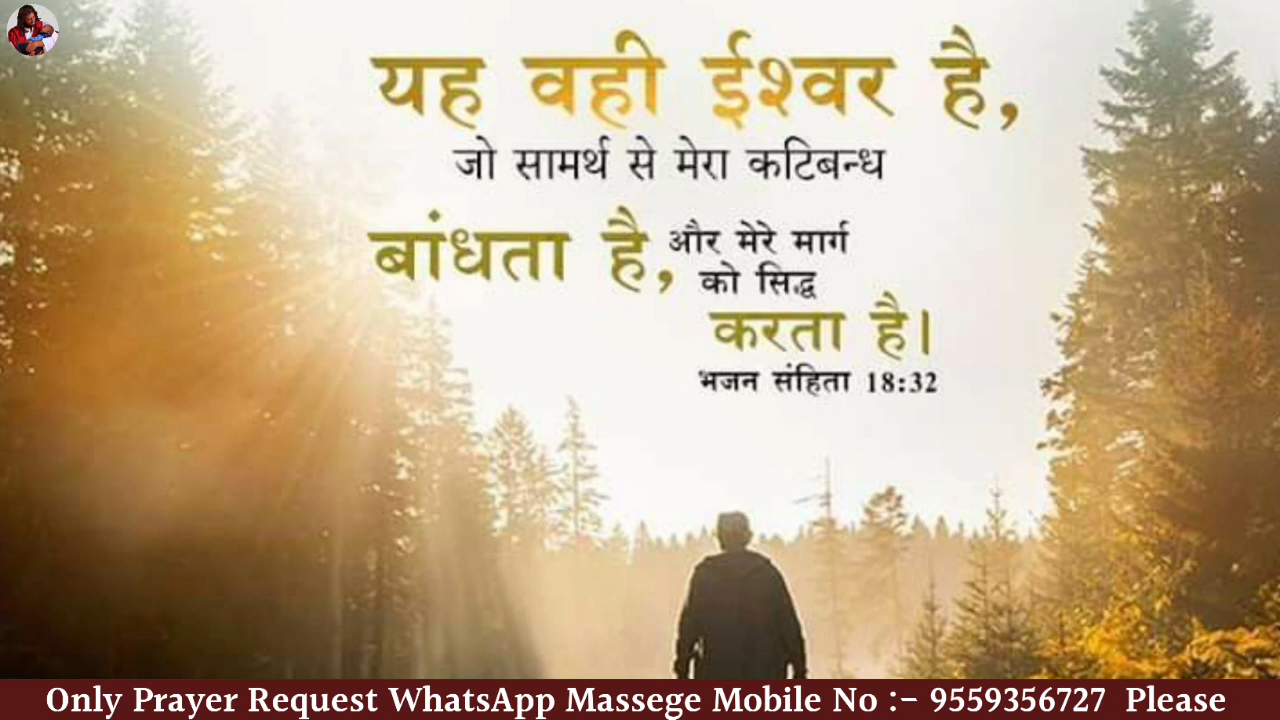 यह वही ईश्वर है,
जो सामर्थ से मेरा कटिबन्ध
बांधता है, और मेरे मार्ग
को सिद्ध
करता है।
भजन संहिता 18:32
Only Prayer Request WhatsApp Massege Mobile No :- 9559356727 Please